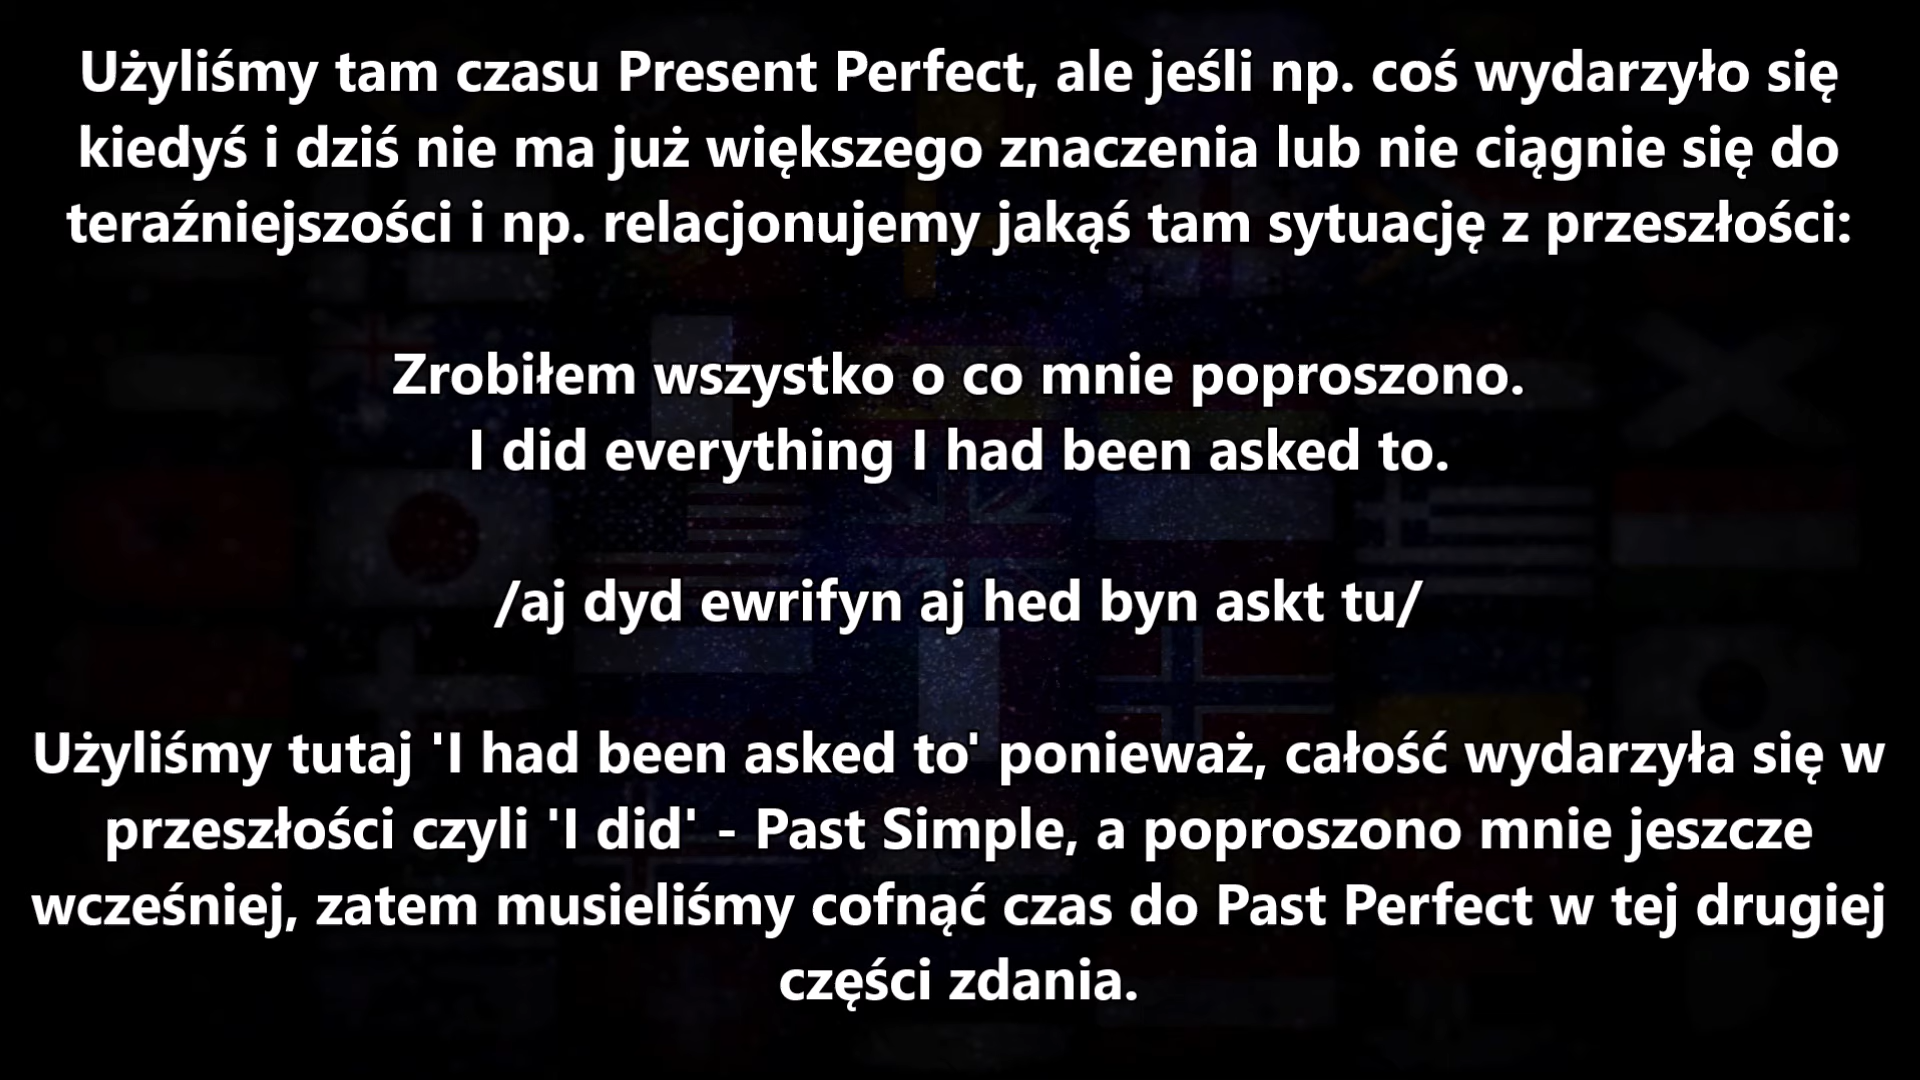 Użyliśmy tam czasu Present Perfect, ale jeśli np. coś wydarzyło się
kiedyś i dziś nie ma już większego znaczenia lub nie ciągnie się do
teraźniejszości i np. relacjonujemy jakąś tam sytuację z przeszłości:
Zrobiłem wszystko o co mnie poproszono.
I did everything I had been asked to.
/aj dyd ewrifyn aj hed byn askt tu/
Użyliśmy tutaj 'I had been asked to' ponieważ, całość wydarzyła się w
przeszłości czyli 'I did' - Past Simple, a poproszono mnie jeszcze
wcześniej, zatem musieliśmy cofnąć czas do Past Perfect w tej drugiej
części zdania.